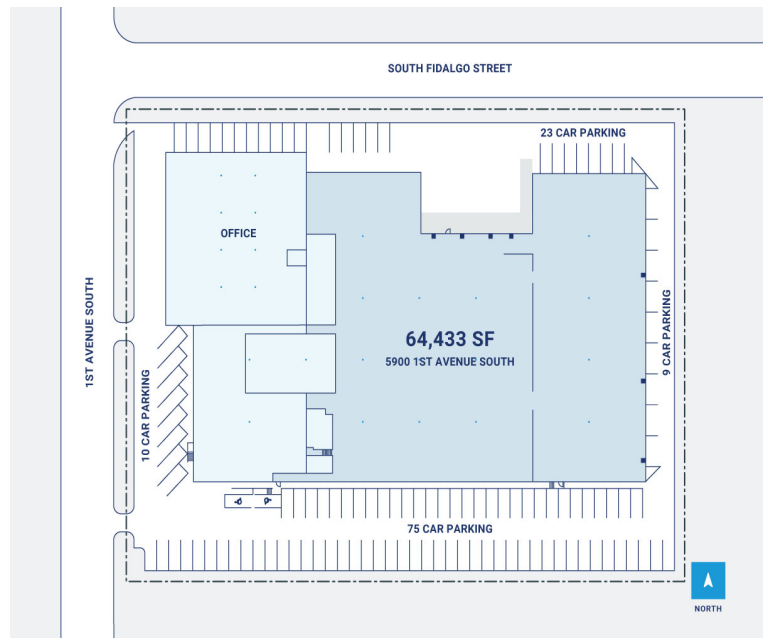 SOUTH FIDALGO STREET
23 CAR PARKING
OFFICE
1ST AVENUE SOUTH
64,433 SF
5900 1ST AVENUE SOUTH
9 CAR PARKING
10 CAR PARKING
75 CAR PARKING
NORTH